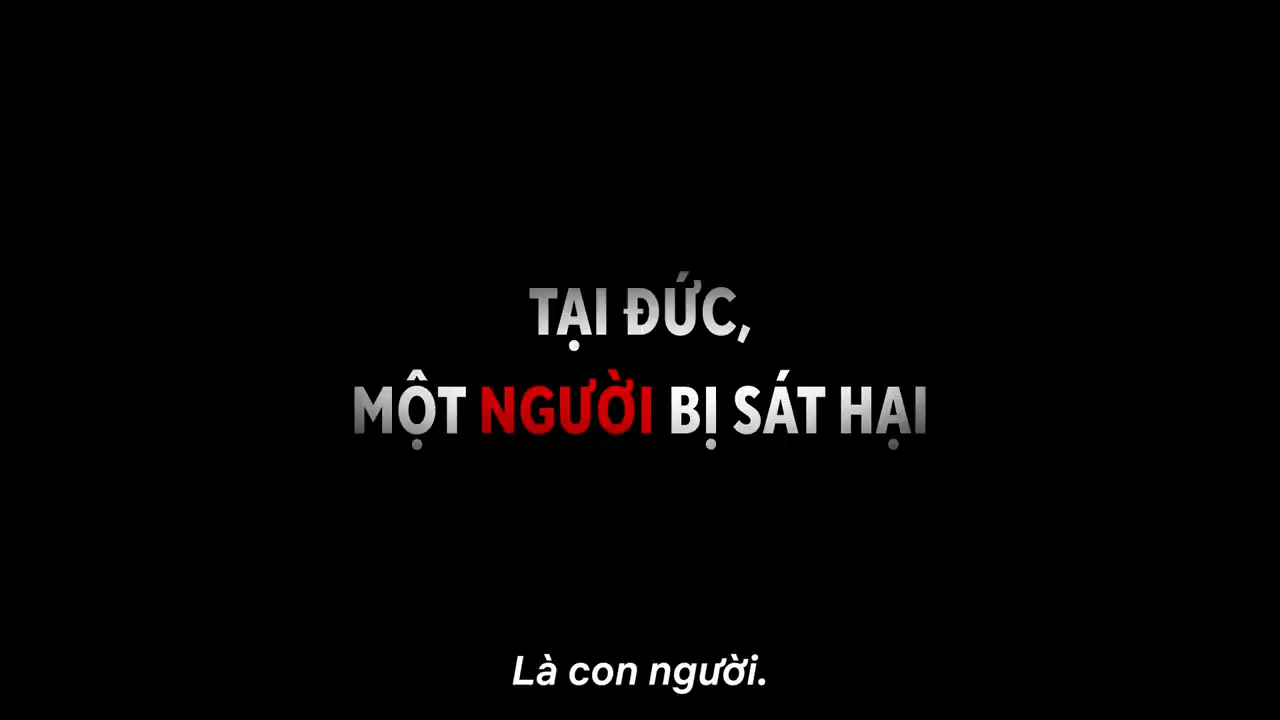 TẠI ĐỨC,
MỘT NGƯỜI BỊ SÁT HẠI
Là con người.